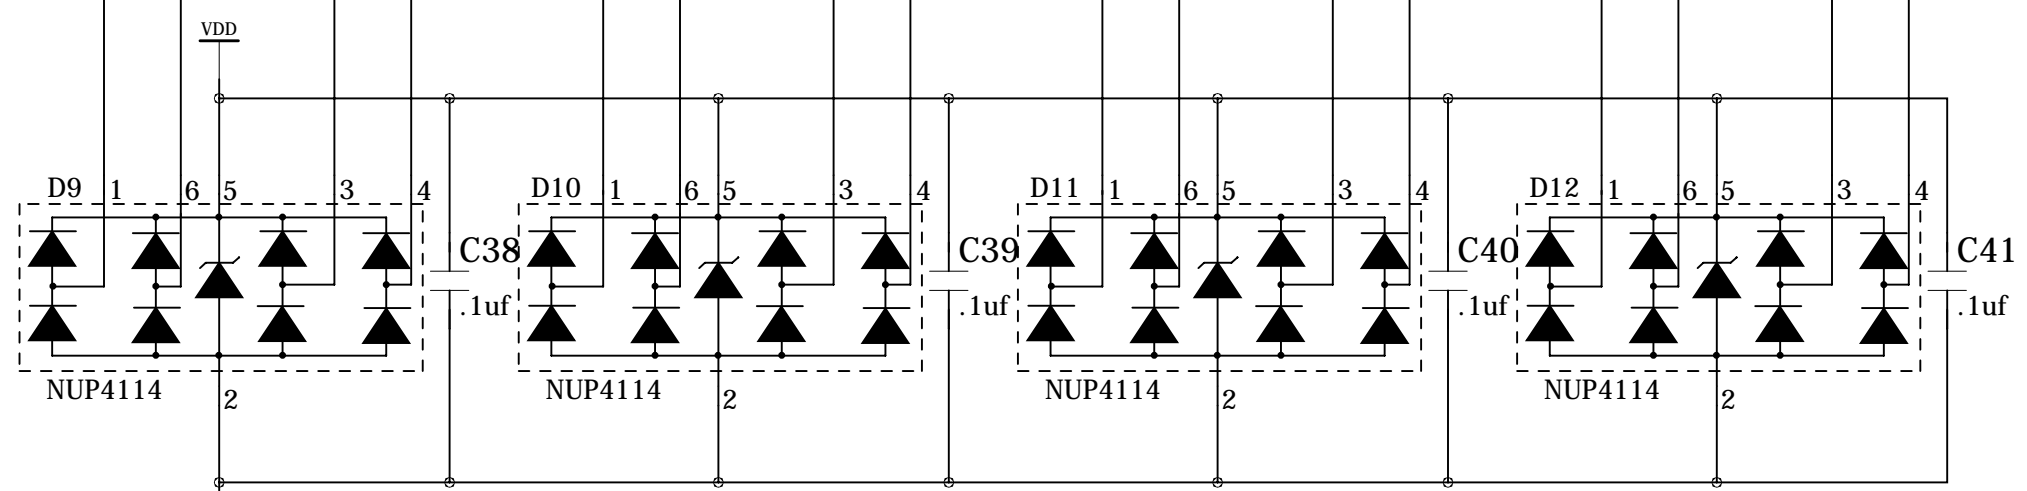 VDD
D9 1 6 5 3 4 D10 1 6 5 3 4 D11 1 6 5 3 4 D12 1 6 5 3 4
C38 C39 C40 C41
.1uf .1uf .1uf .1uf
NUP4114 2 NUP4114 2 NUP4114 2 NUP4114 2